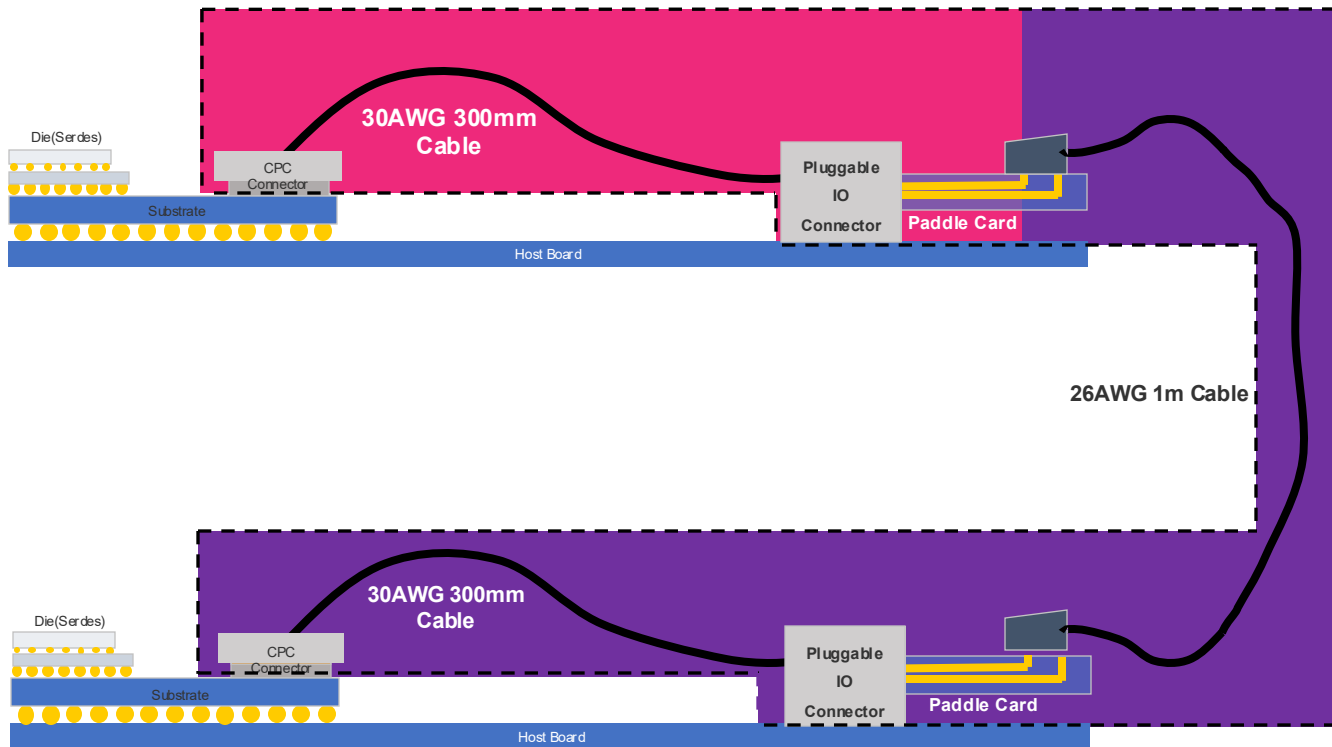 30AWG 300mm
Cable
Die(Serdes)
CPC
Connector
Pluggable
IO
Connector
Substrate
Paddle Card
Host Board
26AWG 1m Cable
30AWG 300mm
Cable
Die(Serdes)
CPC
Connector
Pluggable
IO
Connector
Substrate
Paddle Card
Host Board